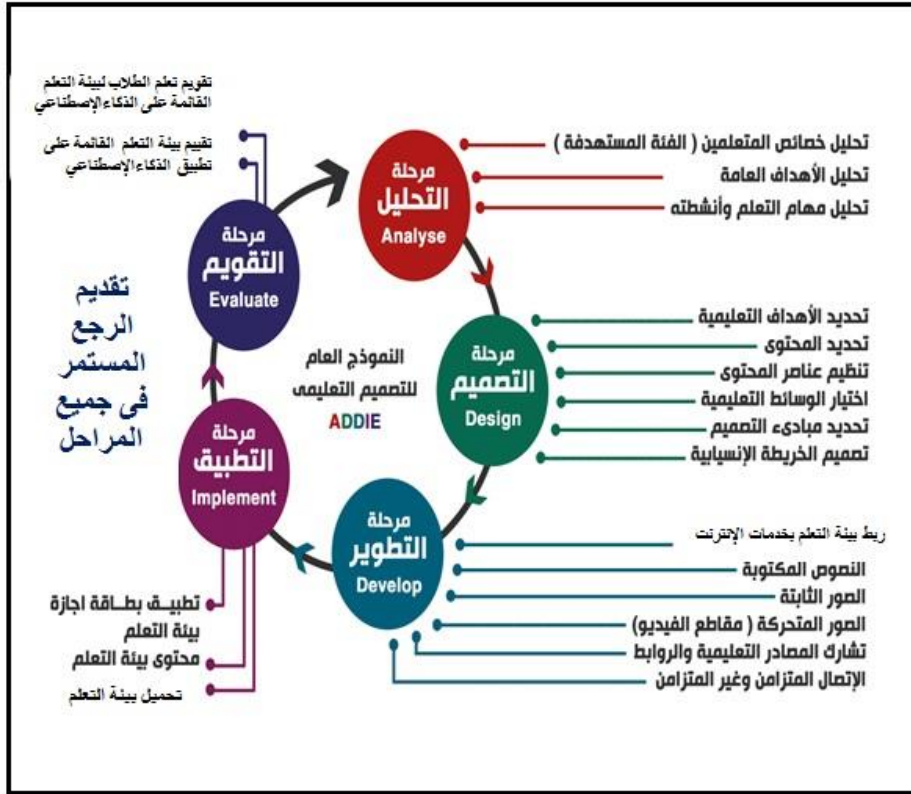 مرحلة
التحليل
Analyse
تحليل خصائص المتعلمين ( الفئة المستهدفة )
تحليل الأهداف العامة
تحليل مهام التعلم وأنشطته
مرحلة
التصميم
Design
تحديد الأهداف التعليمية
تحديد المحتوى
تنظيم عناصر المحتوى
اختيار الوسائط التعليمية
تحديد مبادىء التصميم
تصميم الخريطة الإنسيابية
مرحلة
التطوير
Develop
ربط بيئة التعلم بخدمات الإنترنت
النصوص المكتوبة
الصور الثابتة
الصور المتحركة ( مقاطع الفيديو)
تشارك المصادر التعليمية والروابط
الإتصال المتزامن وغير المتزامن
مرحلة
التطبيق
Implement
تطبيـق بطـاقة اجازة
بيئة التعلم
محتوى بيئة التعلم
تحميل بيئة التعلم
مرحلة
التقويم
Evaluate
تقويم تعلم الطلاب لبيئة التعلم
القائمة على الذكاء الإصطناعي
تقييم بيئة التعلم القائمة على
تطبيق الذكاء الإصطناعي
النموذج العام
للتصميم التعليمى
ADDIE
تقديم
الرجع
المستمر
فى جميع
المراحل